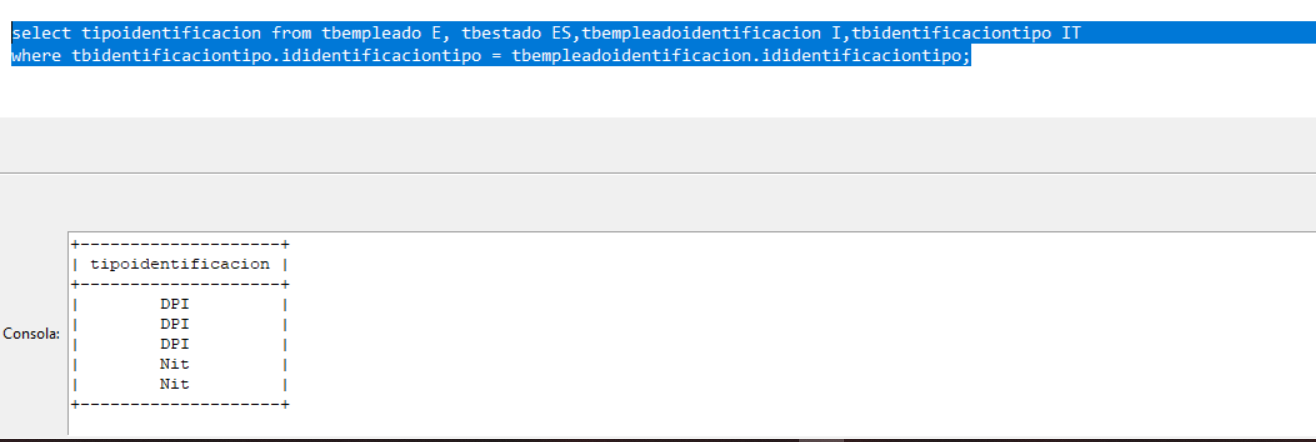 select tipoidentificacion from tbempleado E, tbestado ES,tbempleadoidentificacion I,tbidentificaciontipo IT
where tbidentificaciontipo.ididentificaciontipo = tbempleadoidentificacion.ididentificaciontipo;
+--------------------+
| tipoidentificacion |
+--------------------+
| DPI |
| DPI |
Consola:
| DPI |
| Nit |
| Nit |
+--------------------+